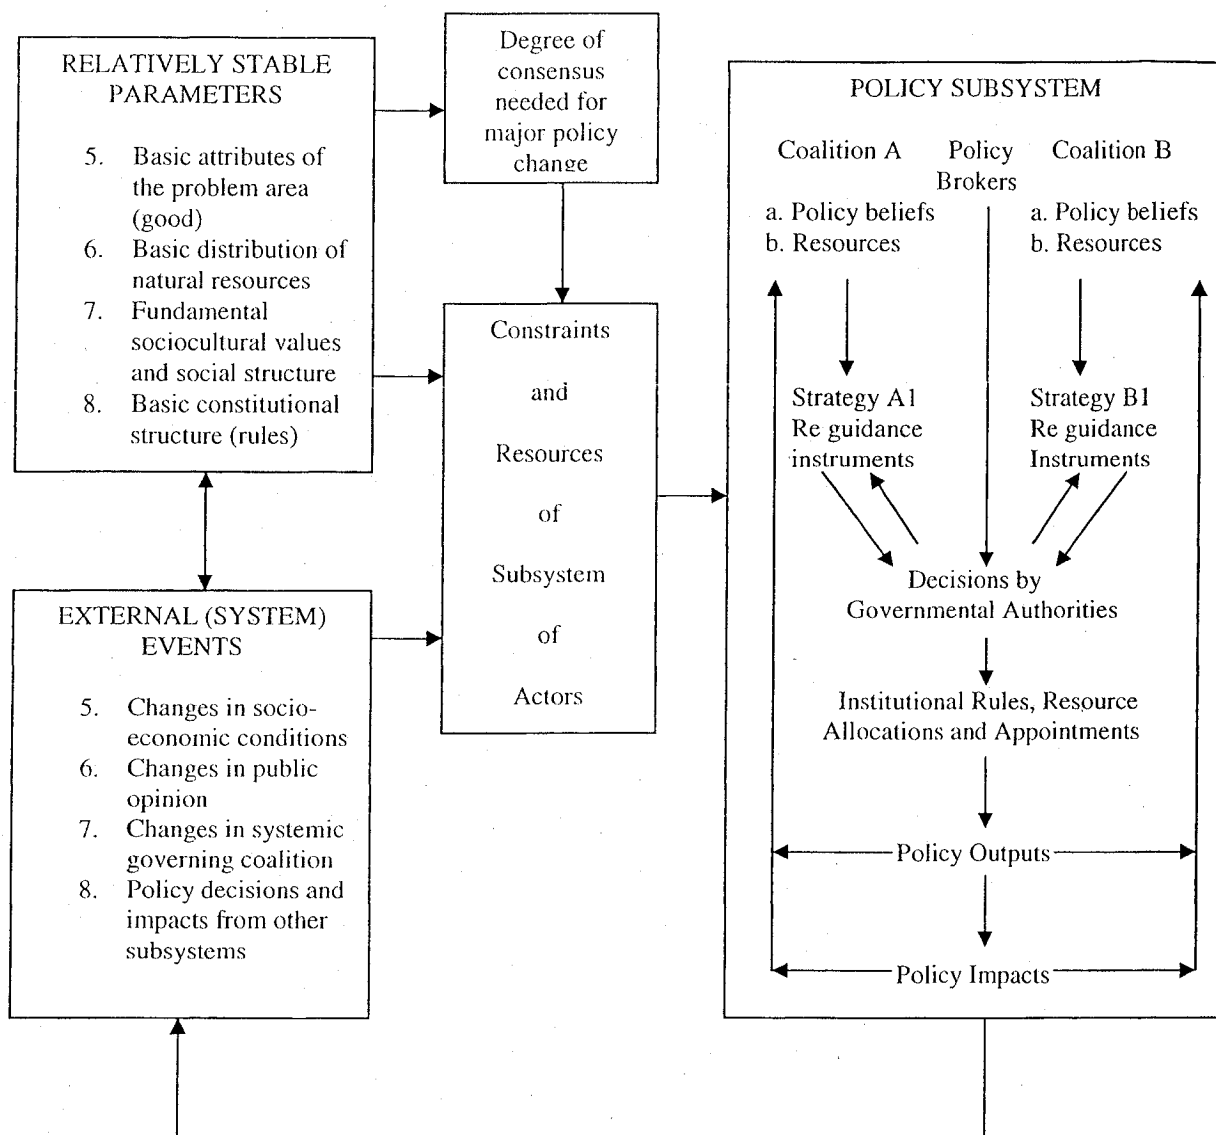 RELATIVELY STABLE
PARAMETERS
5. Basic attributes of
the problem area
(good)
6. Basic distribution of
natural resources
7. Fundamental
sociocultural values
and social structure
8. Basic constitutional
structure (rules)
EXTERNAL (SYSTEM)
EVENTS
5. Changes in socio-
economic conditions
6. Changes in public
opinion
7. Changes in systemic
governing coalition
8. Policy decisions and
impacts from other
subsystems
Degree of
consensus
needed for
major policy
change
Constraints
and
Resources
of
Subsystem
of
Actors
POLICY SUBSYSTEM
Coalition A
a. Policy beliefs
b. Resources
Policy
Brokers
Coalition B
a. Policy beliefs
b. Resources
Strategy A1
Re guidance
instruments
Strategy B1
Re guidance
Instruments
Decisions by
Governmental Authorities
Institutional Rules, Resource
Allocations and Appointments
Policy Outputs
Policy Impacts